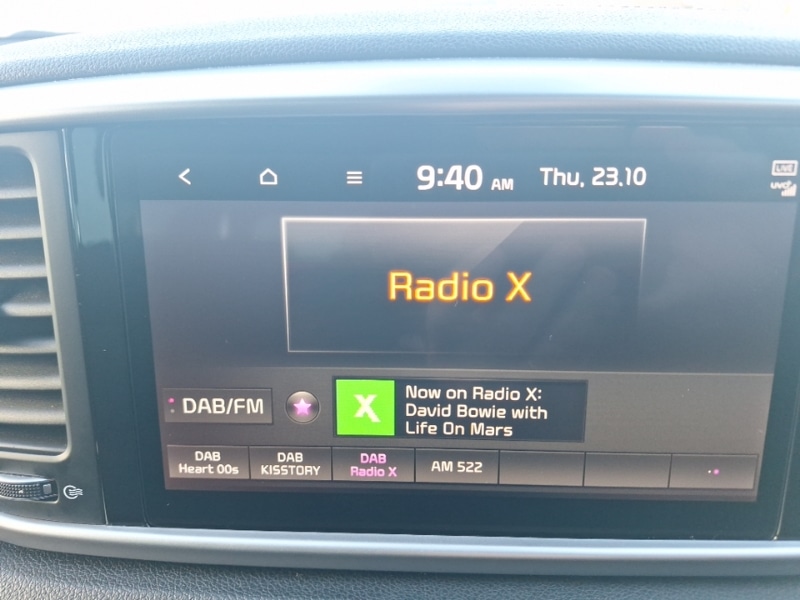 9:40 AM Thu, 23.10
LIVE
UVO
Radio X
DAB/FM
X
Now on Radio X:
David Bowie with
Life On Mars
DAB
Heart 00s
DAB
KISSTORY
DAB
Radio X
AM 522